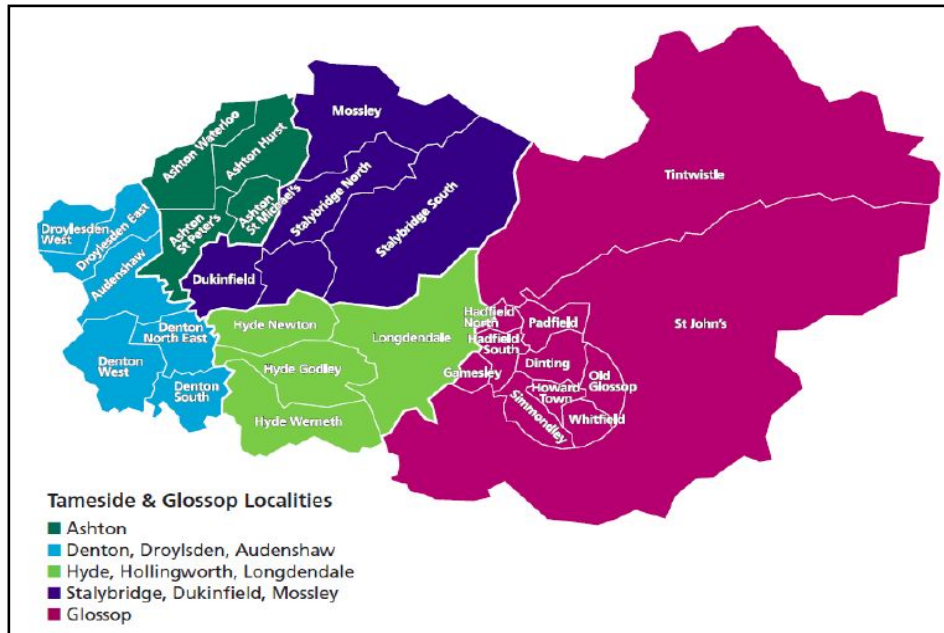 Mossley
Ashton Waterloo
Ashton Hurst
Tintwistle
Stalybridge North
Ashton
St Michael's
Stalybridge South
Ashton
St Peter's
Droylesden
West
Droylesden East
Audenshaw
Dukinfield
Hadfield
North
Padfield
St John's
Hyde Newton
Denton
North East
Longdendale
Hadfield
South
Dinting
Denton
West
Hyde Godley
Gamesley
Old
Glossop
Denton
South
Howard
Town
Simmondley
Hyde Werneth
Whitfield
Tameside & Glossop Localities
Ashton
Denton, Droylsden, Audenshaw
Hyde, Hollingworth, Longdendale
Stalybridge, Dukinfield, Mossley
Glossop